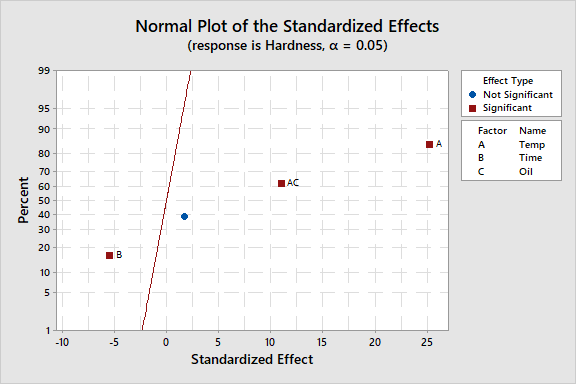 Normal Plot of the Standardized Effects
(response is Hardness, α = 0.05)
Percent
99
95
90
80
70
60
50
40
30
20
10
5
1
A
AC
B
-10 -5 0 5 10 15 20 25
Standardized Effect
Effect Type
Not Significant
Significant
Factor Name
A Temp
B Time
C Oil